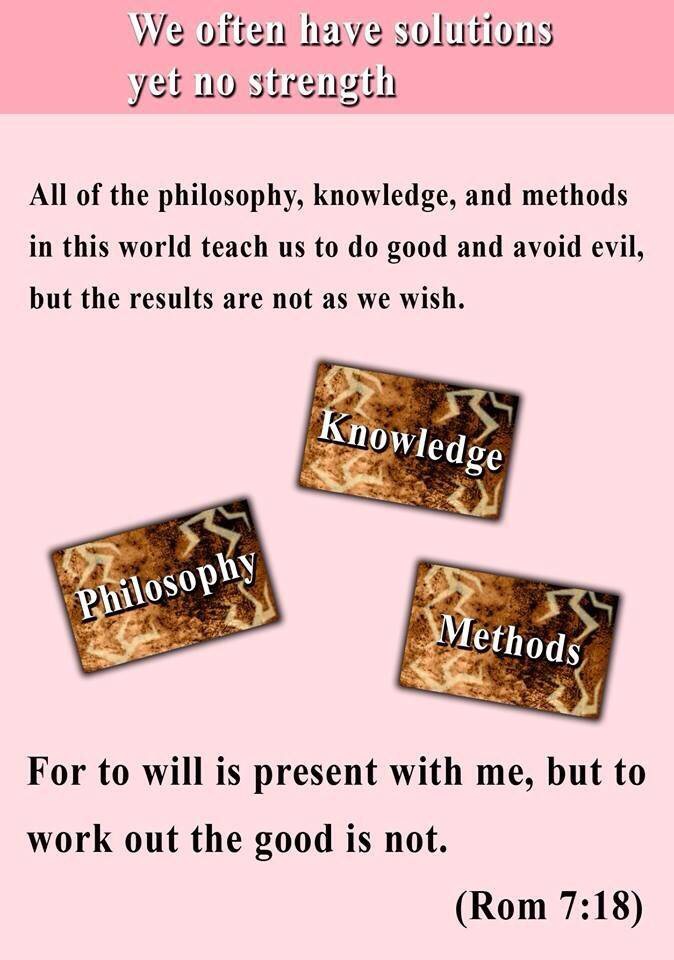 We often have solutions
yet no strength
All of the philosophy, knowledge, and methods
in this world teach us to do good and avoid evil,
but the results are not as we wish.
Knowledge
Philosophy
Methods
For to will is present with me, but to
work out the good is not.
(Rom 7:18)